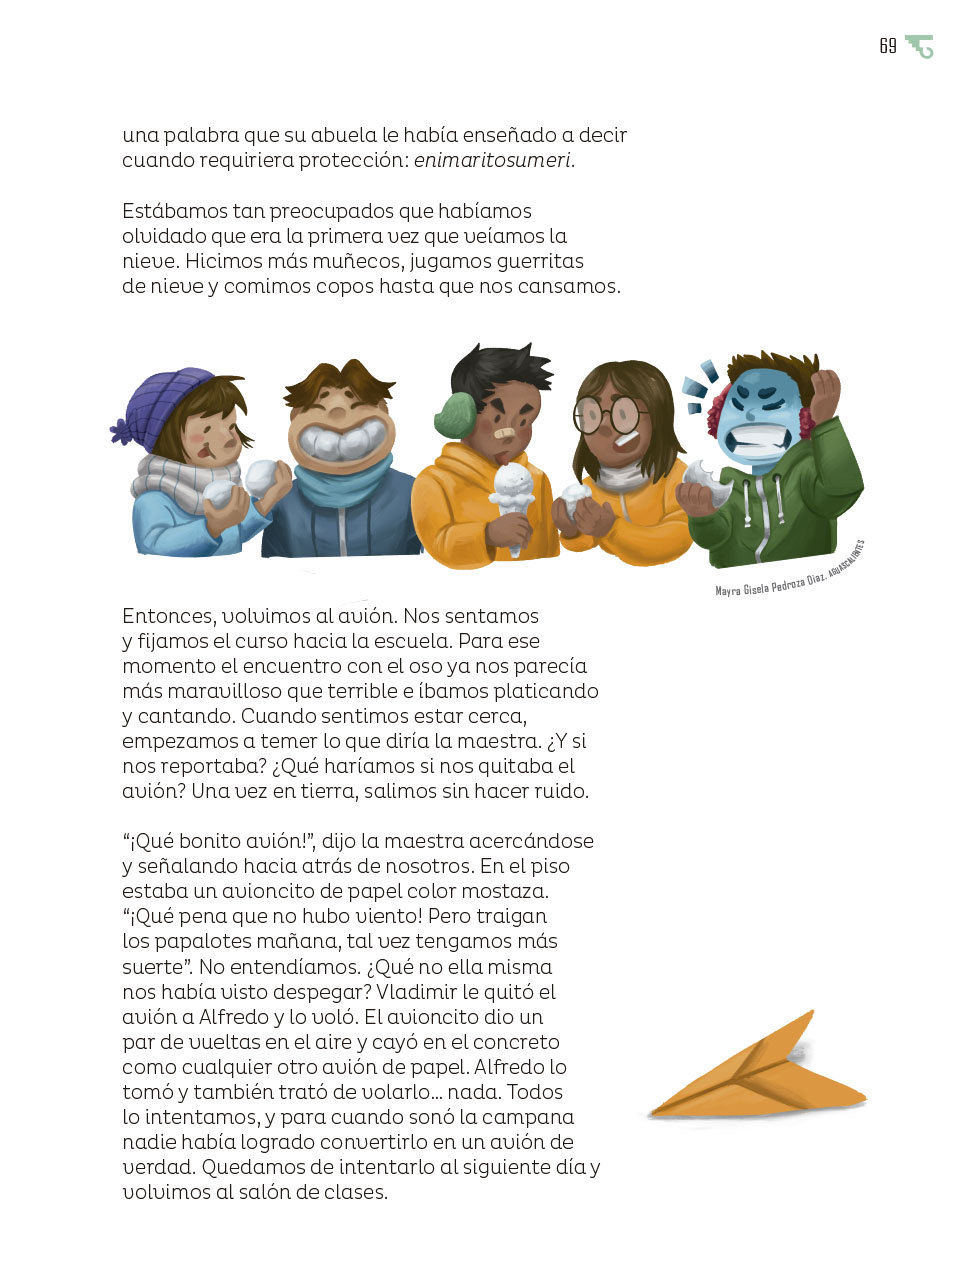 69
una palabra que su abuela le había enseñado a decir
cuando requiriera protección: enimaritosumeri.
Estábamos tan preocupados que habíamos
olvidado que era la primera vez que veíamos la
nieve. Hicimos más muñecos, jugamos guerritas
de nieve y comimos copos hasta que nos cansamos.
Mayra Gisela Pedroza Díaz, AGUASCALIENTES
Entonces, volvimos al avión. Nos sentamos
y fijamos el curso hacia la escuela. Para ese
momento el encuentro con el oso ya nos parecía
más maravilloso que terrible e íbamos platicando
y cantando. Cuando sentimos estar cerca,
empezamos a temer lo que diría la maestra. ¿Y si
nos reportaba? ¿Qué haríamos si nos quitaba el
avión? Una vez en tierra, salimos sin hacer ruido.
“¡Qué bonito avión!”, dijo la maestra acercándose
y señalando hacia atrás de nosotros. En el piso
estaba un avioncito de papel color mostaza.
“¡Qué pena que no hubo viento! Pero traigan
los papalotes mañana, tal vez tengamos más
suerte”. No entendíamos. ¿Qué no ella misma
nos había visto despegar? Vladimir le quitó el
avión a Alfredo y lo voló. El avioncito dio un
par de vueltas en el aire y cayó en el concreto
como cualquier otro avión de papel. Alfredo lo
tomó y también trató de volarlo... nada. Todos
lo intentamos, y para cuando sonó la campana
nadie había logrado convertirlo en un avión de
verdad. Quedamos de intentarlo al siguiente día y
volvimos al salón de clases.